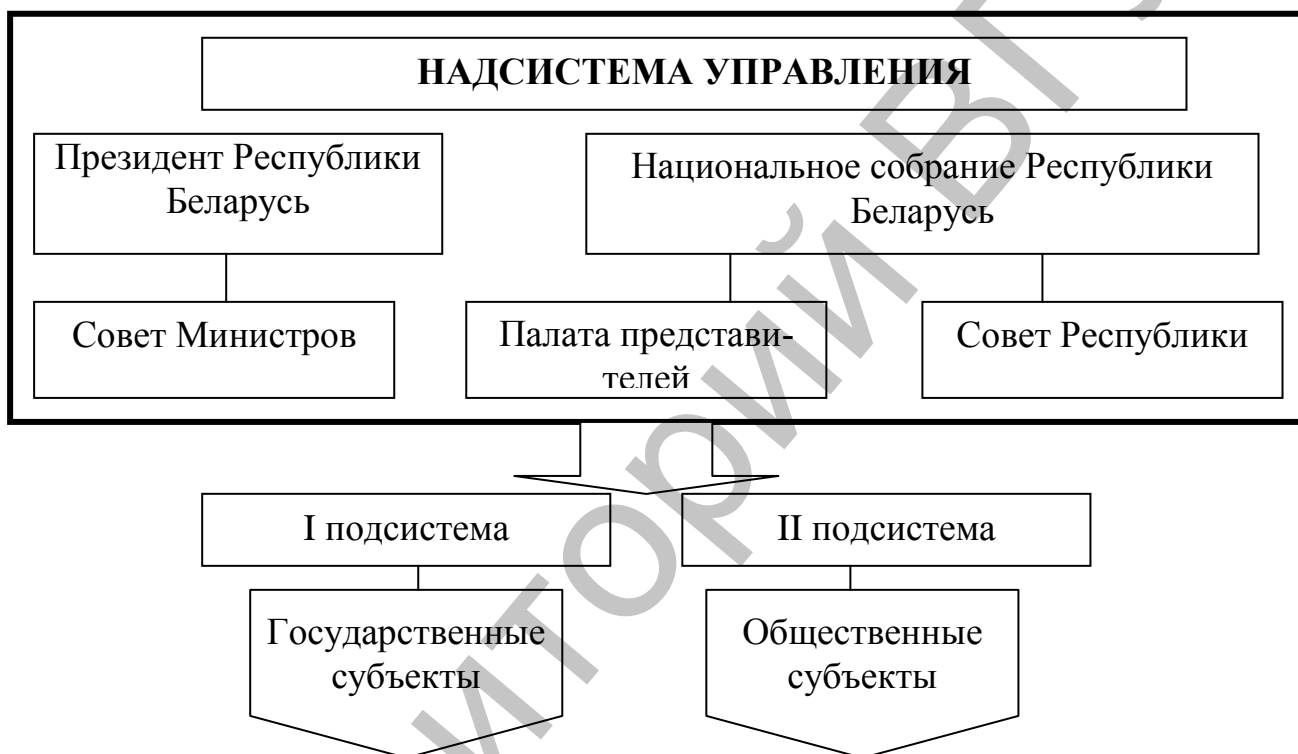 НАДСИСТЕМА УПРАВЛЕНИЯ
Президент Республики
Беларусь
Национальное собрание Республики
Беларусь
Совет Министров
Палата представи-
телей
Совет Республики
I подсистема
II подсистема
Государственные
субъекты
Общественные
субъекты